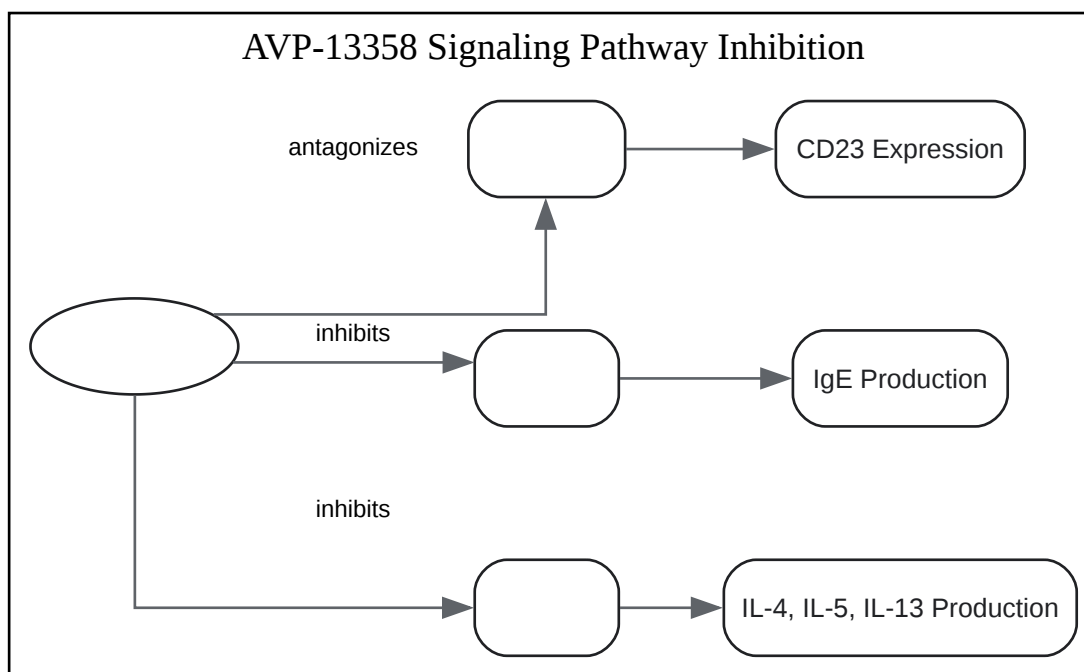 AVP-13358 Signaling Pathway Inhibition
antagonizes
CD23 Expression
inhibits
IgE Production
inhibits
IL-4, IL-5, IL-13 Production